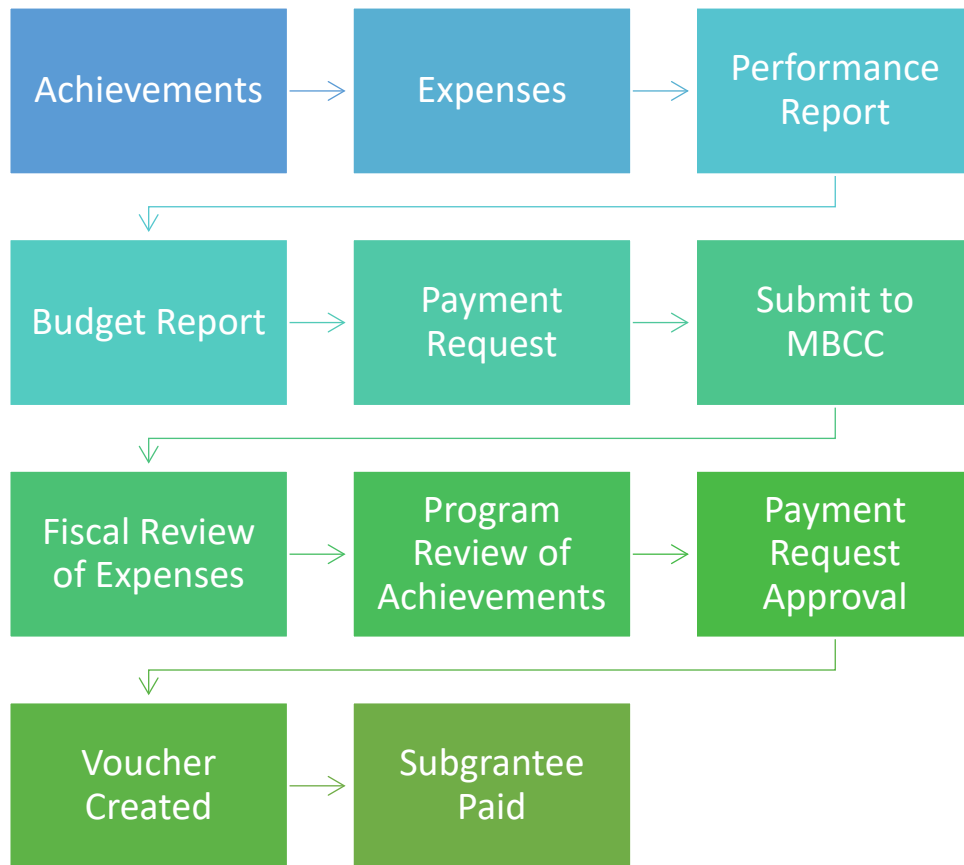 Achievements
Expenses
Performance
Report
Budget Report
Payment
Request
Submit to
MBCC
Fiscal Review
of Expenses
Program
Review of
Achievements
Payment
Request
Approval
Voucher
Created
Subgrantee
Paid